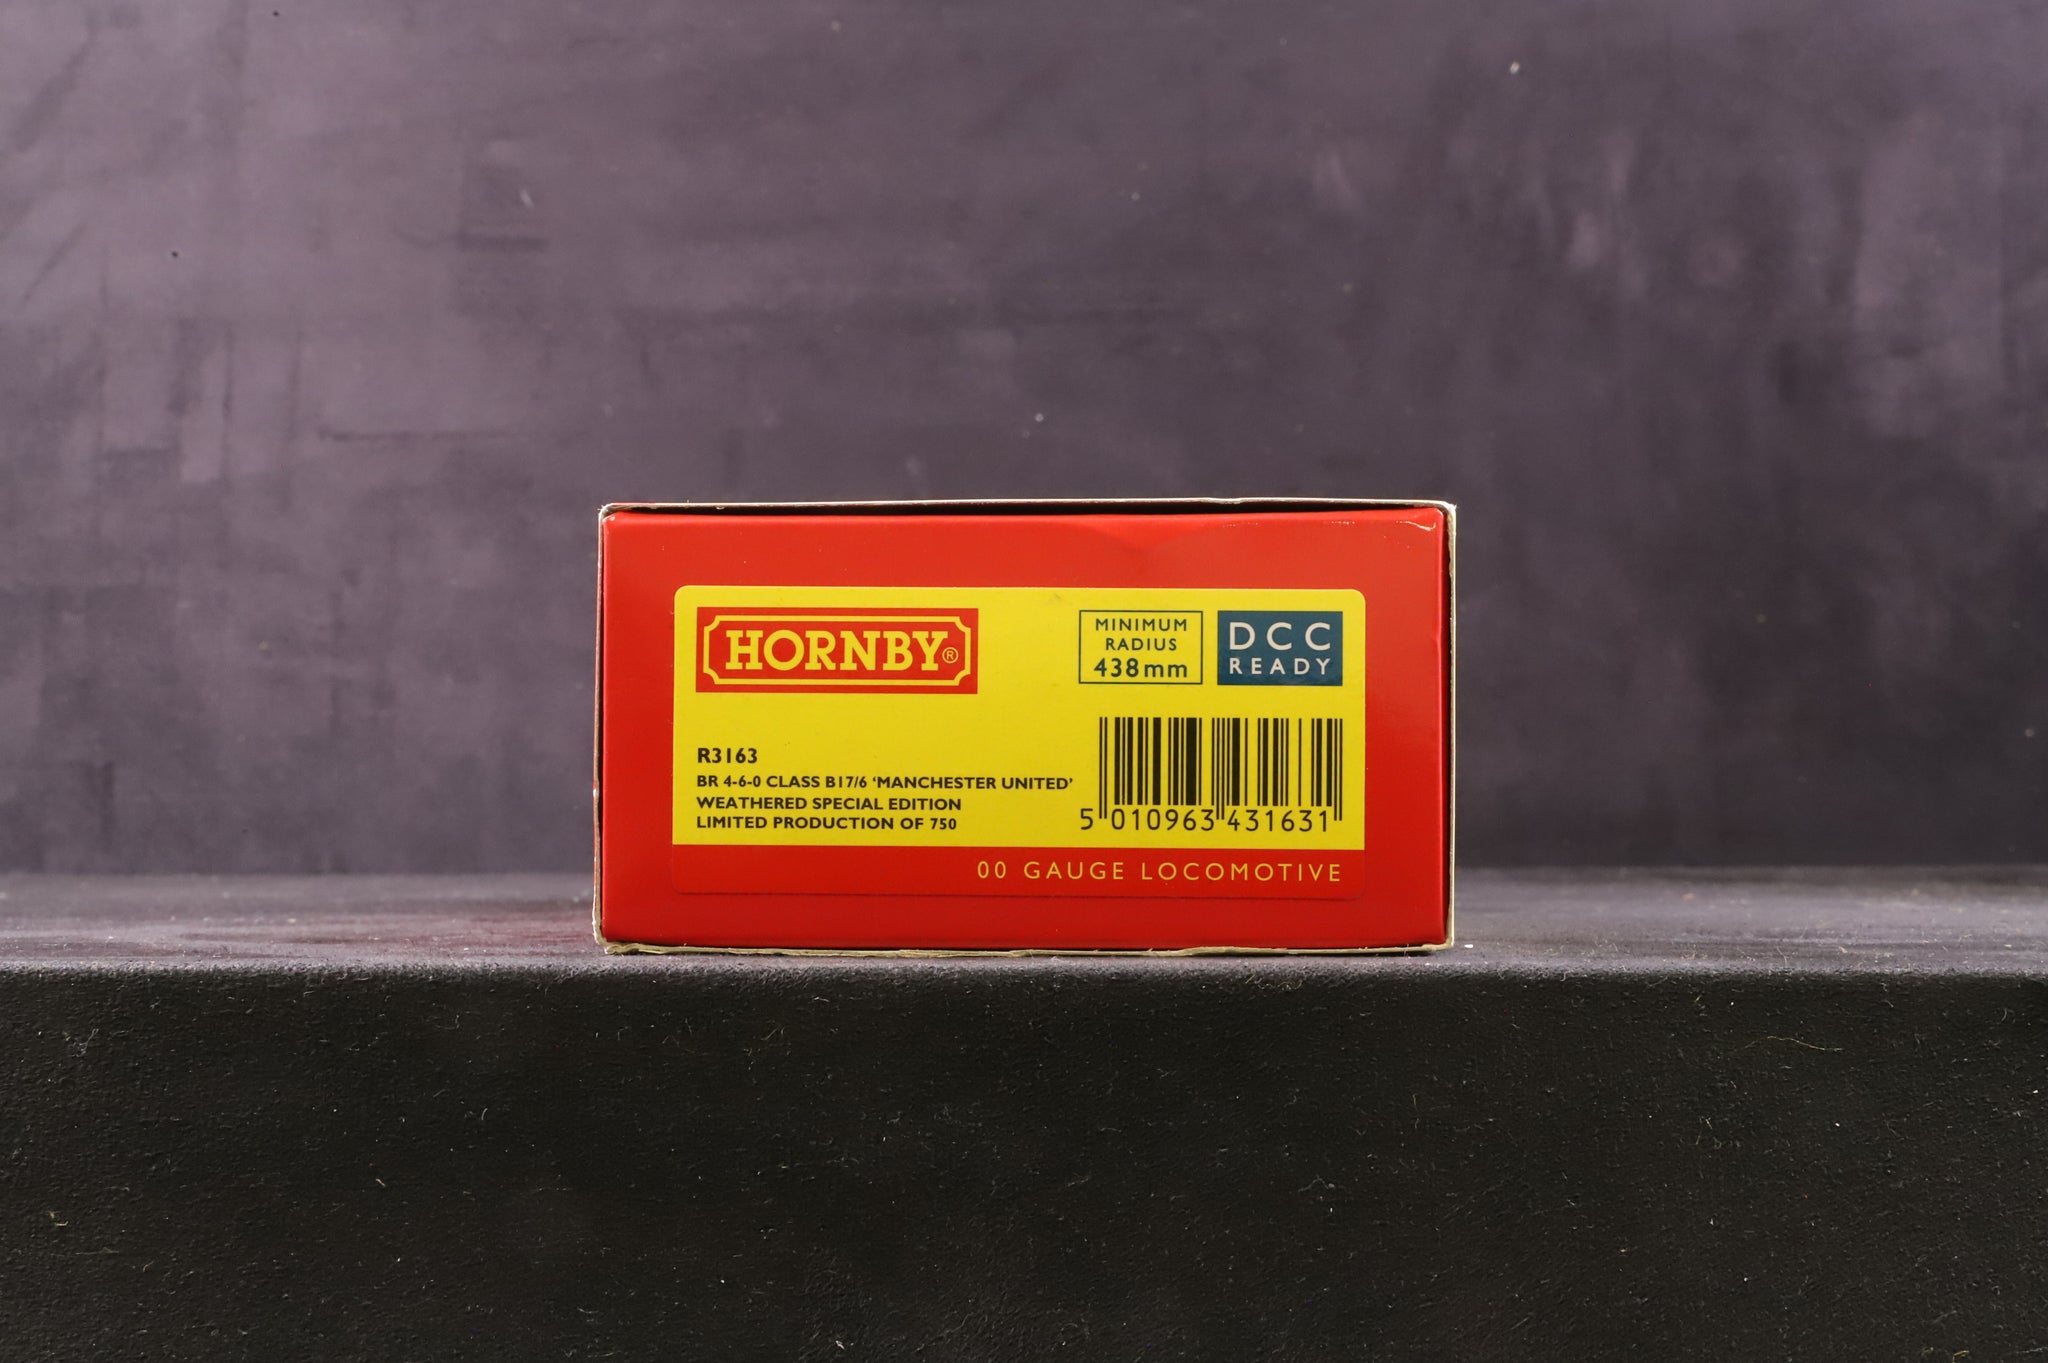 HORNBY®
MINIMUM
RADIUS
438mm
DCC
READY
R3163
BR 4-6-0 CLASS B17/6 ‘MANCHESTER UNITED’
WEATHERED SPECIAL EDITION
LIMITED PRODUCTION OF 750
5 010963 431631
00 GAUGE LOCOMOTIVE